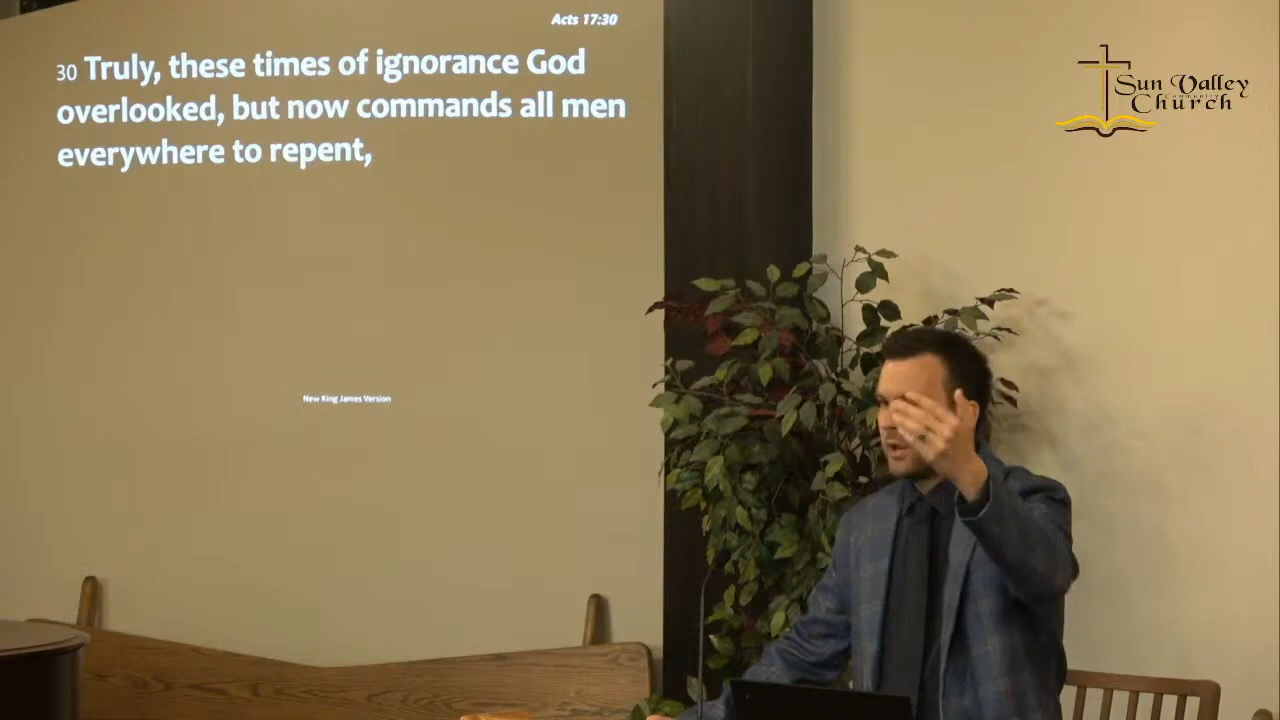 Acts 17:30
30 Truly, these times of ignorance God
overlooked, but now commands all men
everywhere to repent,
New King James Version
Sun Valley
Community
Church